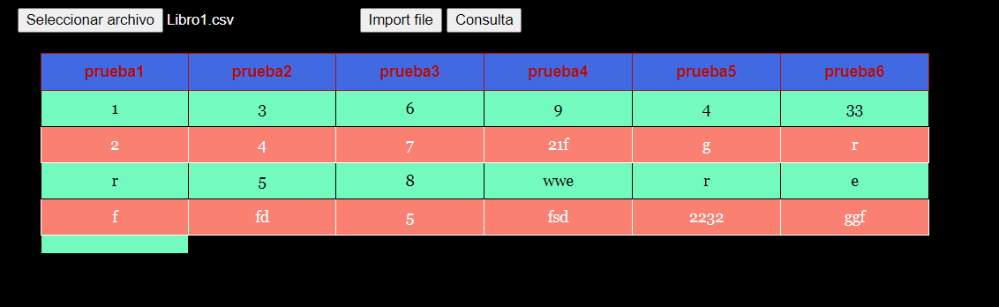 Seleccionar archivo Libro1.csv Import file Consulta
prueba1 prueba2 prueba3 prueba4 prueba5 prueba6
1 3 6 9 4 33
2 4 7 21f g r
r 5 8 wwe r e
f fd 5 fsd 2232 ggf